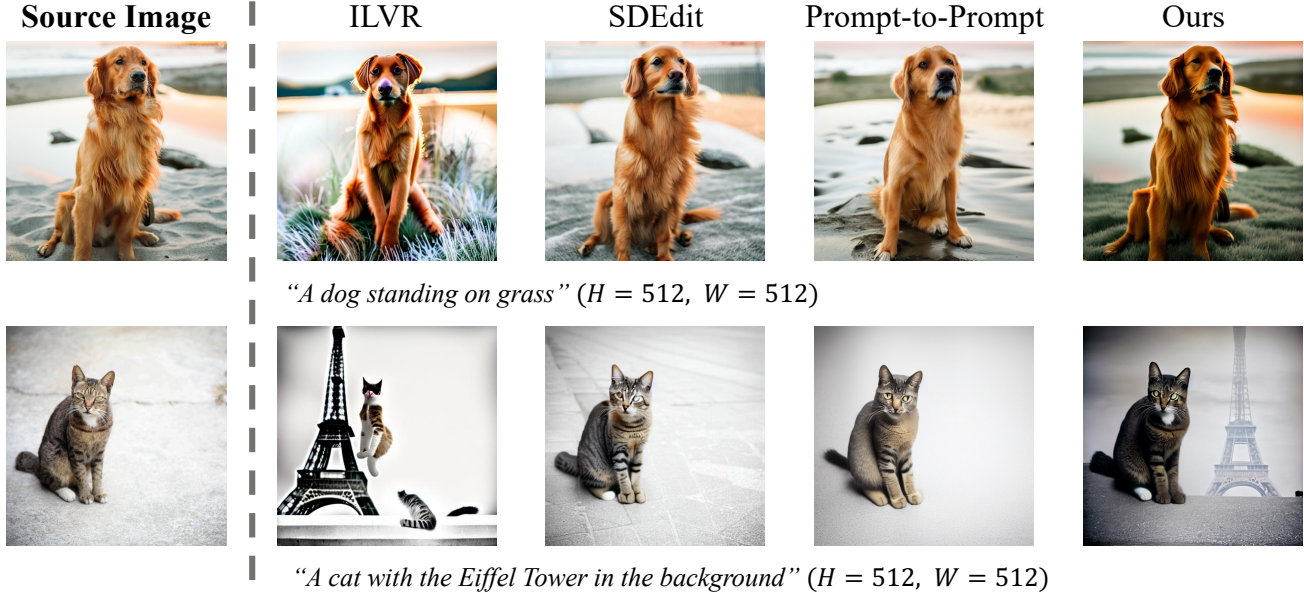 Source Image ILVR SDEdit Prompt-to-Prompt Ours
“A dog standing on grass” (H = 512, W = 512)
“A cat with the Eiffel Tower in the background” (H = 512, W = 512)